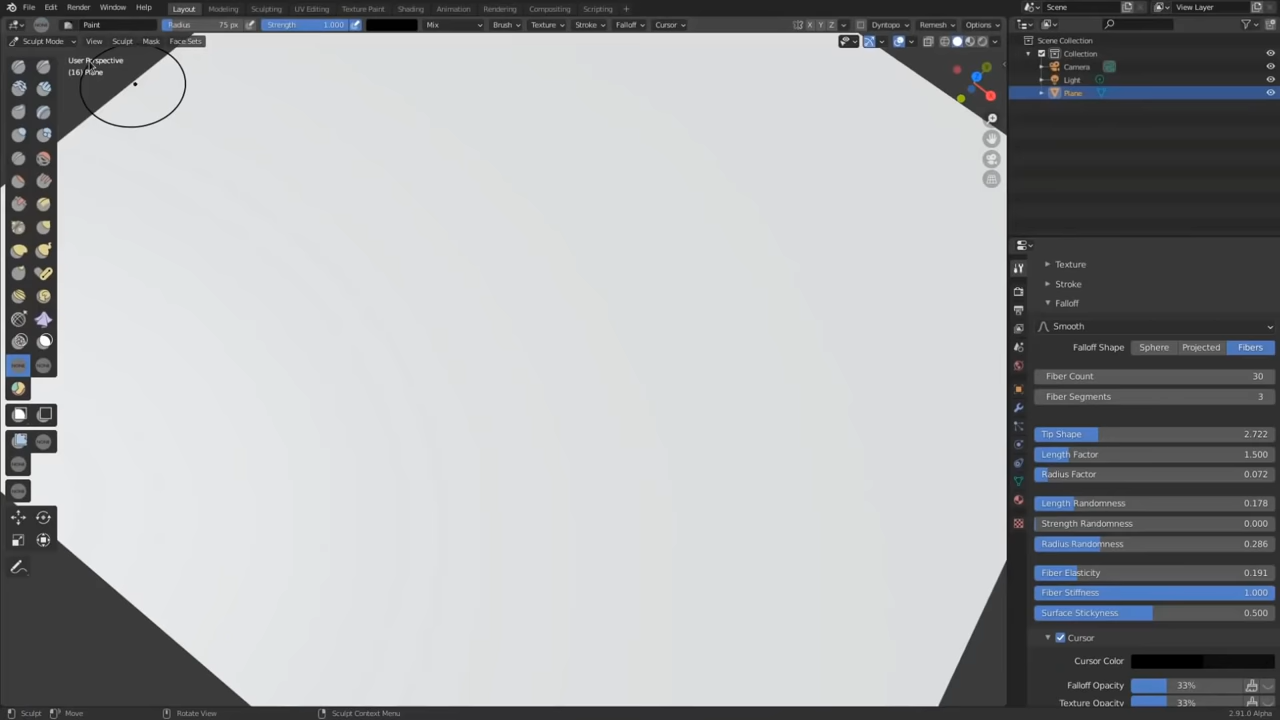 File Edit Render Window Help Layout Modeling Sculpting UV Editing Texture Paint Shading Animation Rendering Compositing Scripting + Scene View Layer
Paint Radius 75 px Strength 1.000 Mix Brush Texture Stroke Falloff Cursor X Y Z Dyntopo Remesh Options
Sculpt Mode View Sculpt Mask Face Sets
User Perspective
(16) Plane
Scene Collection
Collection
Camera
Light
Plane
Texture
Stroke
Falloff
Smooth
Falloff Shape Sphere Projected Fibers
Fiber Count 30
Fiber Segments 3
Tip Shape 2.722
Length Factor 1.500
Radius Factor 0.072
Length Randomness 0.178
Strength Randomness 0.000
Radius Randomness 0.286
Fiber Elasticity 0.191
Fiber Stiffness 1.000
Surface Stickyness 0.500
Cursor
Cursor Color
Falloff Opacity 33%
Texture Opacity 33%
Sculpt Move Rotate View Sculpt Context Menu 2.91.0 Alpha